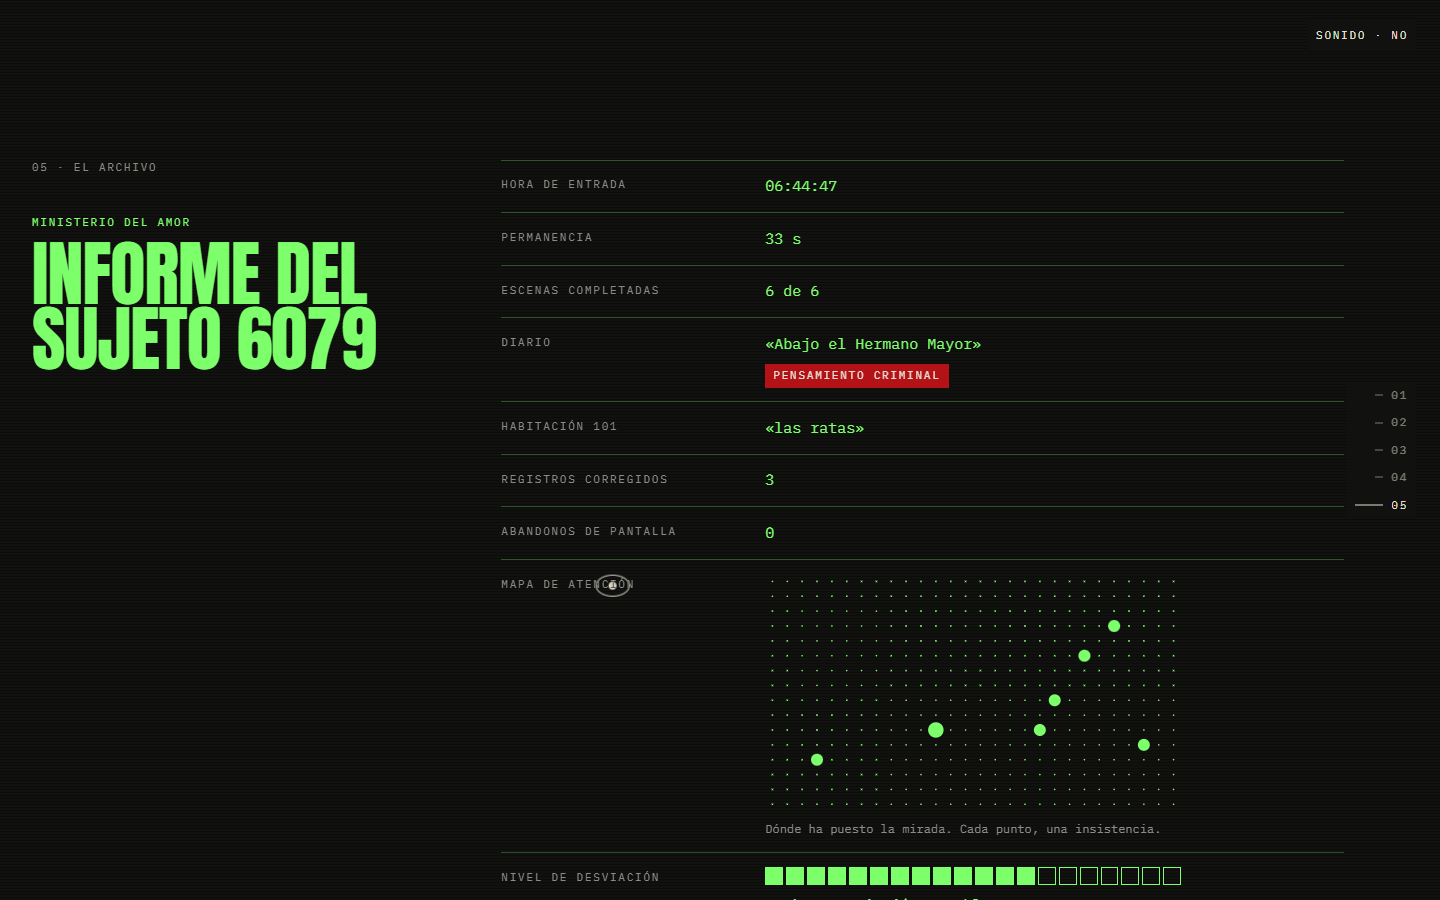 SONIDO · NO
05 · EL ARCHIVO
MINISTERIO DEL AMOR
INFORME DEL
SUJETO 6079
HORA DE ENTRADA
06:44:47
PERMANENCIA
33 s
ESCENAS COMPLETADAS
6 de 6
DIARIO
«Abajo el Hermano Mayor»
PENSAMIENTO CRIMINAL
HABITACIÓN 101
«las ratas»
REGISTROS CORREGIDOS
3
ABANDONOS DE PANTALLA
0
MAPA DE ATENCIÓN
Dónde ha puesto la mirada. Cada punto, una insistencia.
NIVEL DE DESVIACIÓN
01
02
03
04
05